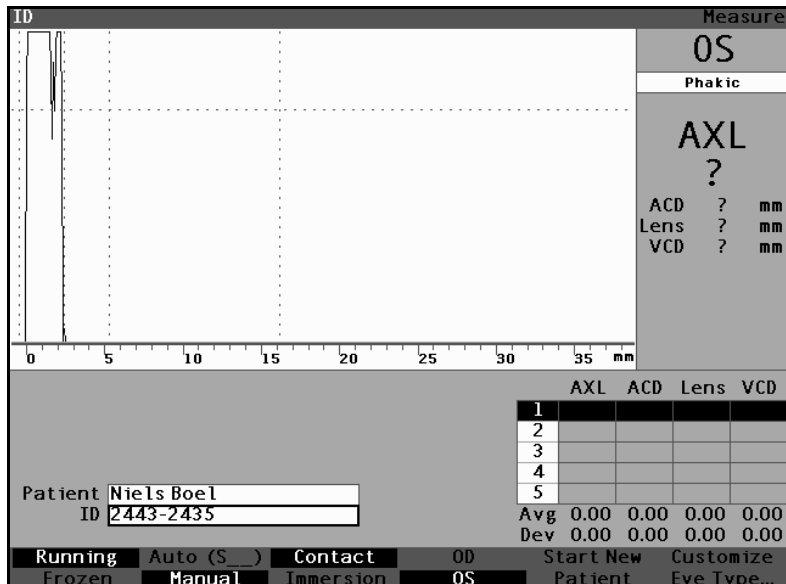 ID Measure
OS
Phakic
AXL
?
ACD ? mm
Lens ? mm
VCD ? mm
0 5 10 15 20 25 30 35 mm
AXL ACD Lens VCD
1
2
3
4
5
Patient Niels Boel
ID 2443-2435
Avg 0.00 0.00 0.00 0.00
Dev 0.00 0.00 0.00 0.00
Running Auto (S__) Contact OD Start New Customize
Frozen Manual Immersion OS Patient Eye Type...